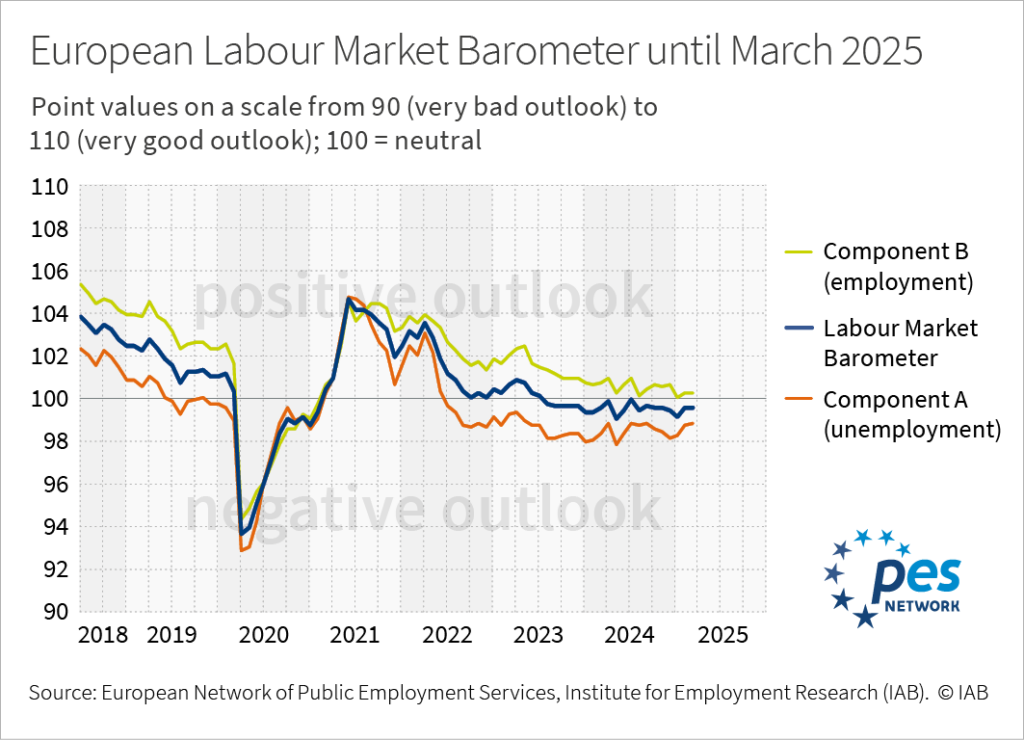 European Labour Market Barometer until March 2025
Point values on a scale from 90 (very bad outlook) to
110 (very good outlook); 100 = neutral
110
108
106
104
102
100
98
96
94
92
90
positive outlook
negative outlook
2018 2019 2020 2021 2022 2023 2024 2025
Component B
(employment)
Labour Market
Barometer
Component A
(unemployment)
pes
NETWORK
Source: European Network of Public Employment Services, Institute for Employment Research (IAB). © IAB